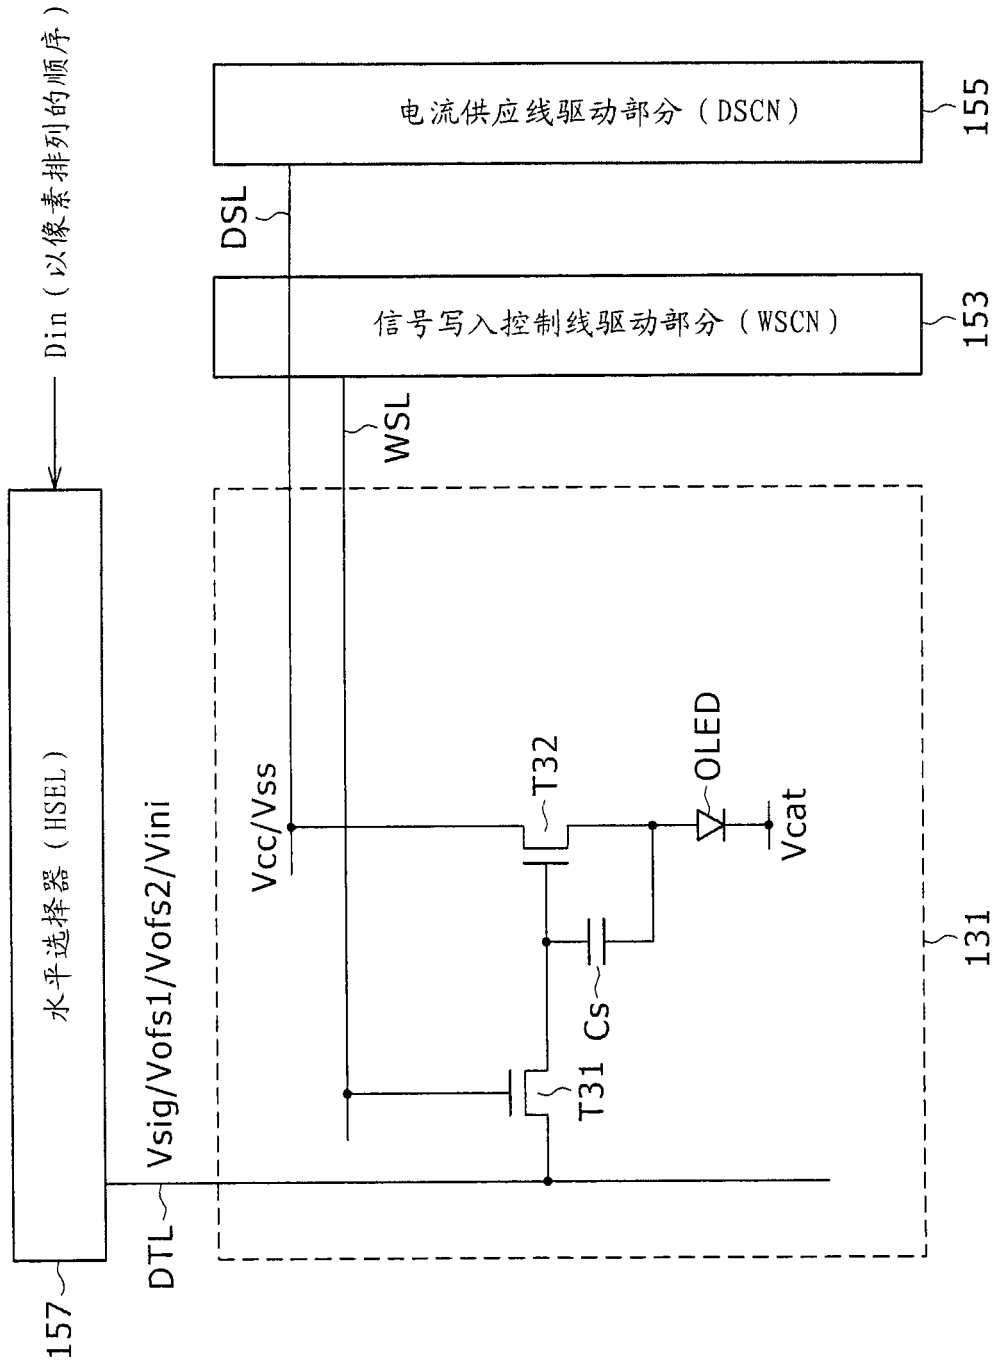 157
水平选择器（HSEL）
Din（以像素排列的顺序）
DTL
Vsig/Vofs1/Vofs2/Vini
DSL
Vcc/Vss
WSL
T31
Cs
T32
OLED
Vcat
131
信号写入控制线驱动部分（WSCN）
153
电流供应线驱动部分（DSCN）
155